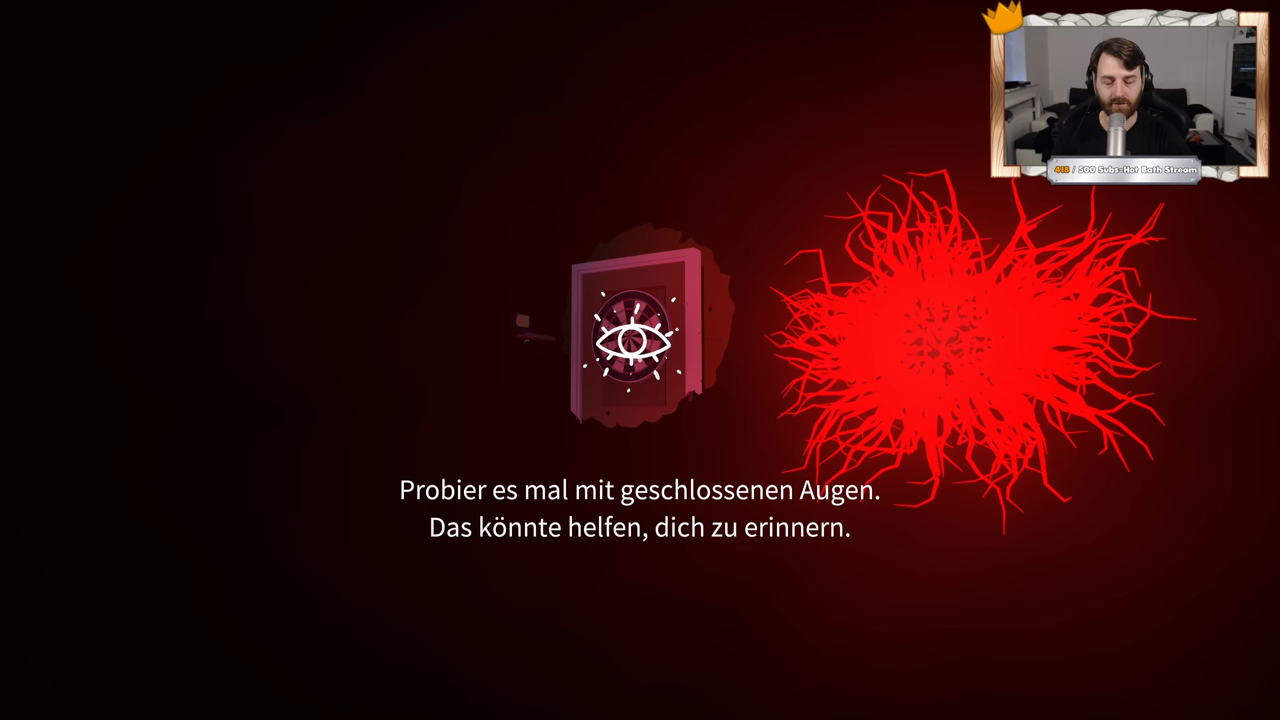 418 / 500 Subs-Hot Bath Stream
Probier es mal mit geschlossenen Augen.
Das könnte helfen, dich zu erinnern.